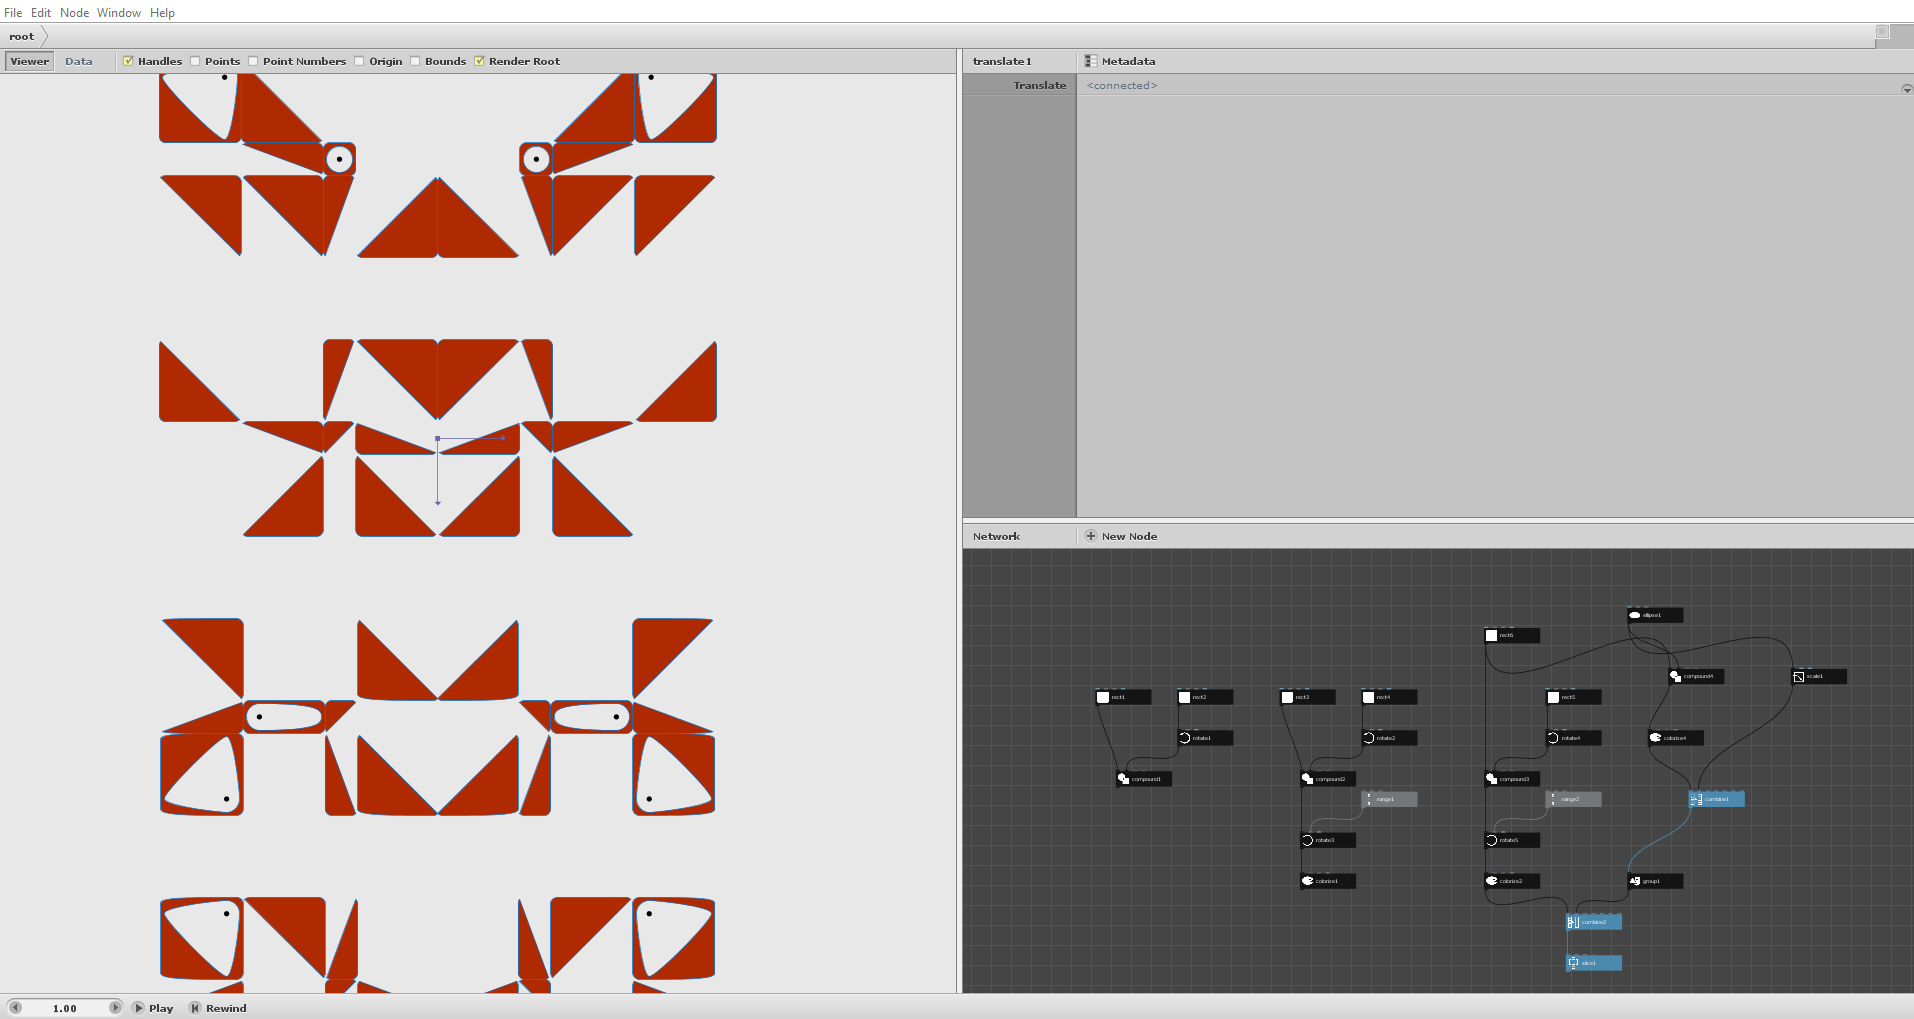 File Edit Node Window Help
root
Viewer Data Handles Points Point Numbers Origin Bounds Render Root
translate1 Metadata
Translate <connected>
Network New Node
ellipse1
rect6
compound4 scale1
rect1 rect2 rect3 rect4 rect5
rotate1 rotate2 rotate4 colorize4
compound1 compound2 compound3
range1 range2 combine1
rotate3 rotate5
colorize1 colorize2 group1
combine2
slice1
1.00 Play Rewind